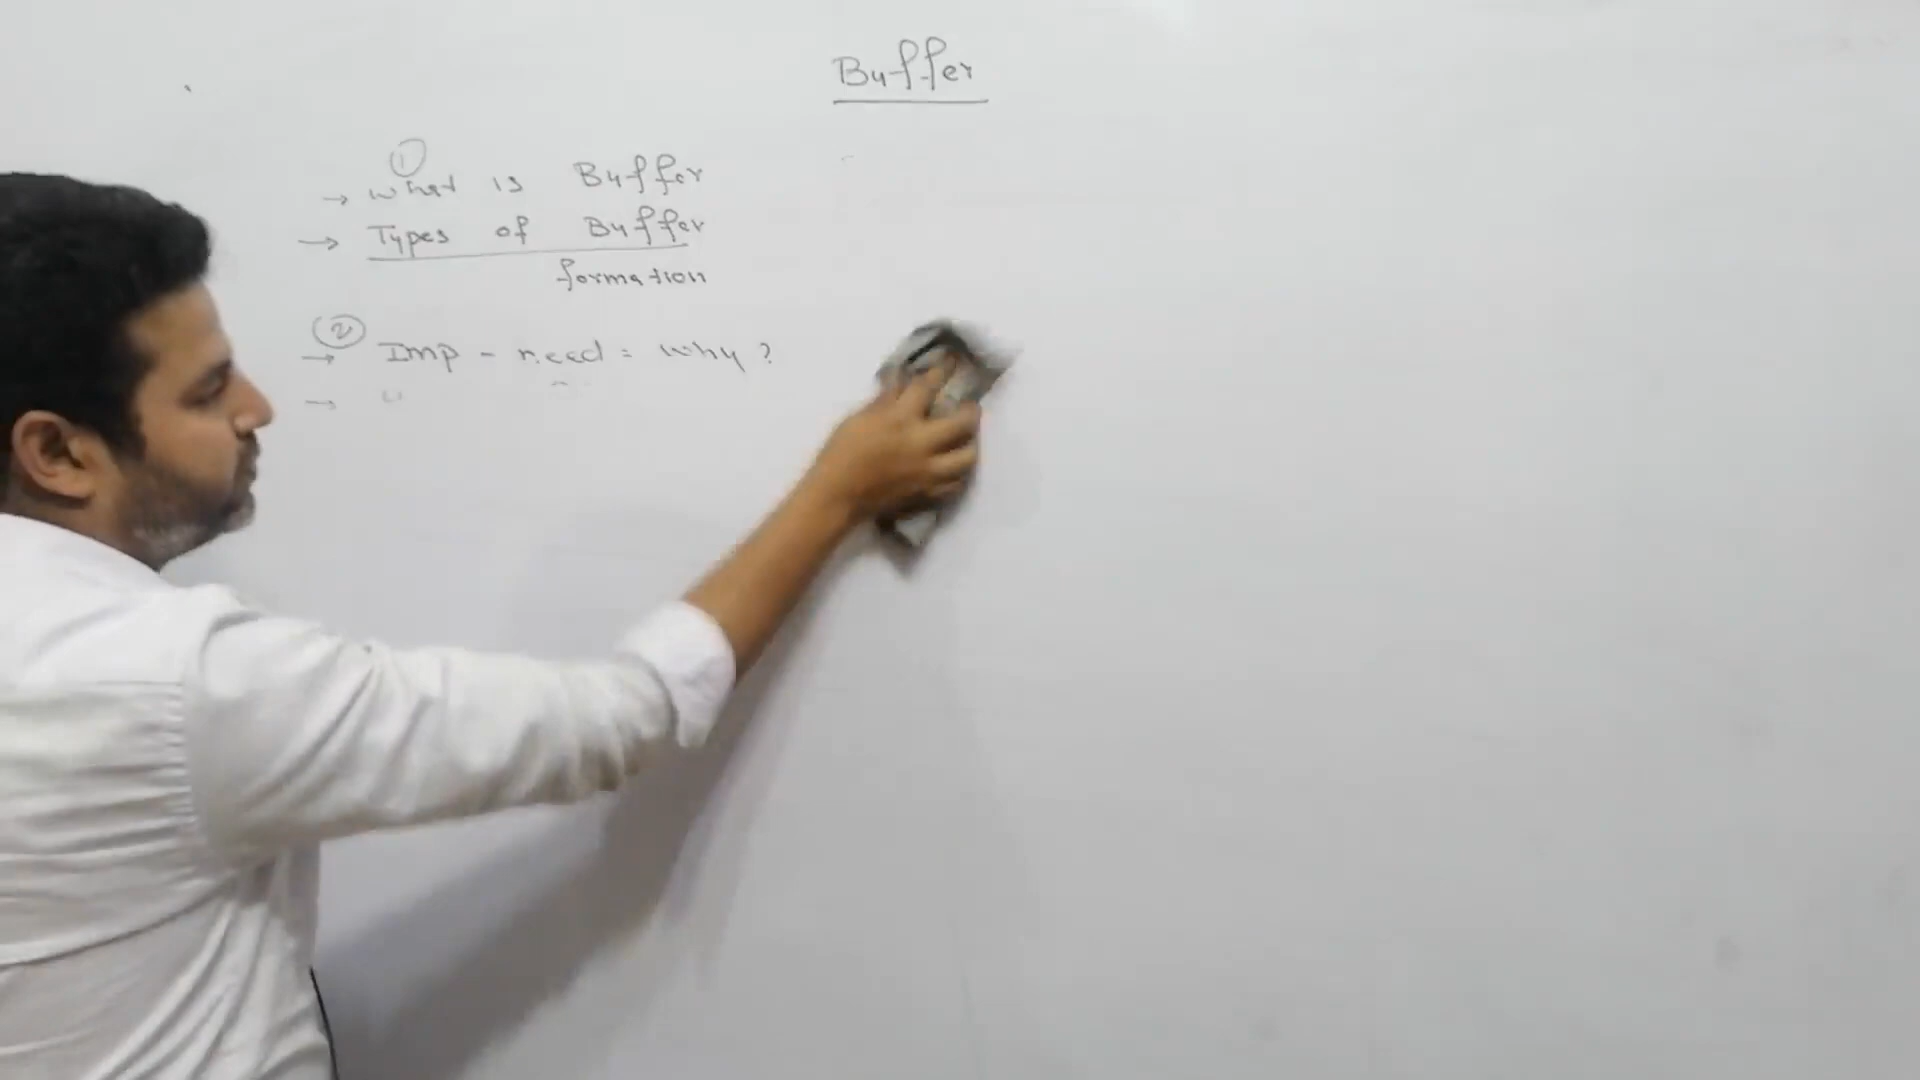 Buffer
①
→ what is Buffer
→ Types of Buffer
formation
②
→ Imp - need = why ?
→